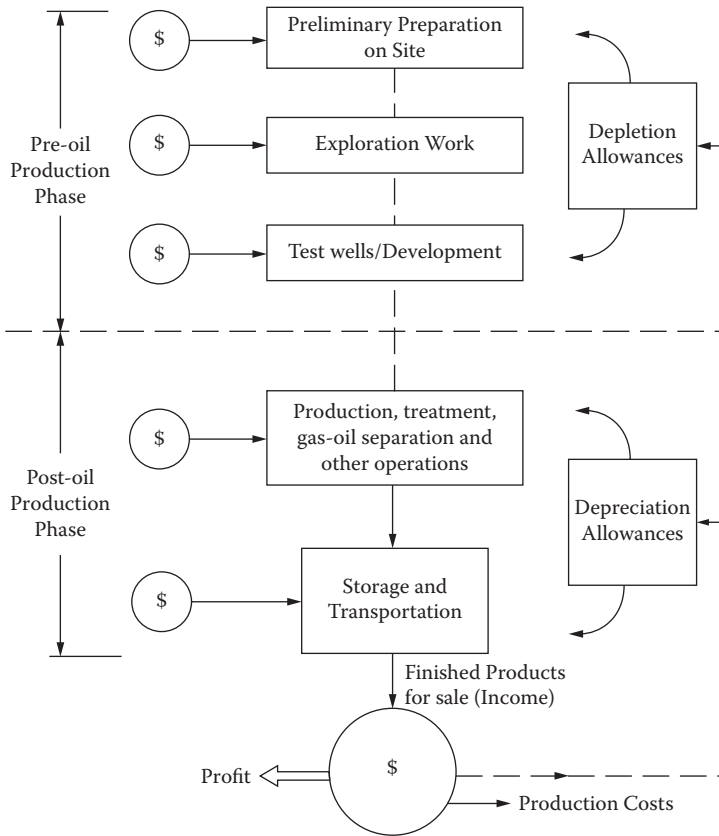 $
Preliminary Preparation
on Site
Pre-oil
Production
Phase
$
Exploration Work
Depletion
Allowances
$
Test wells/Development
$
Production, treatment,
gas-oil separation and
other operations
Post-oil
Production
Phase
Depreciation
Allowances
$
Storage and
Transportation
Finished Products
for sale (Income)
$
Profit
Production Costs